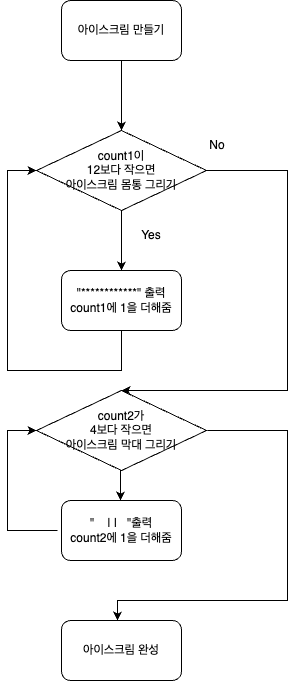 아이스크림 만들기
count1이
12보다 작으면
아이스크림 몸통 그리기
No
Yes
"************" 출력
count1에 1을 더해줌
count2가
4보다 작으면
아이스크림 막대 그리기
"    | |   "출력
count2에 1을 더해줌
아이스크림 완성